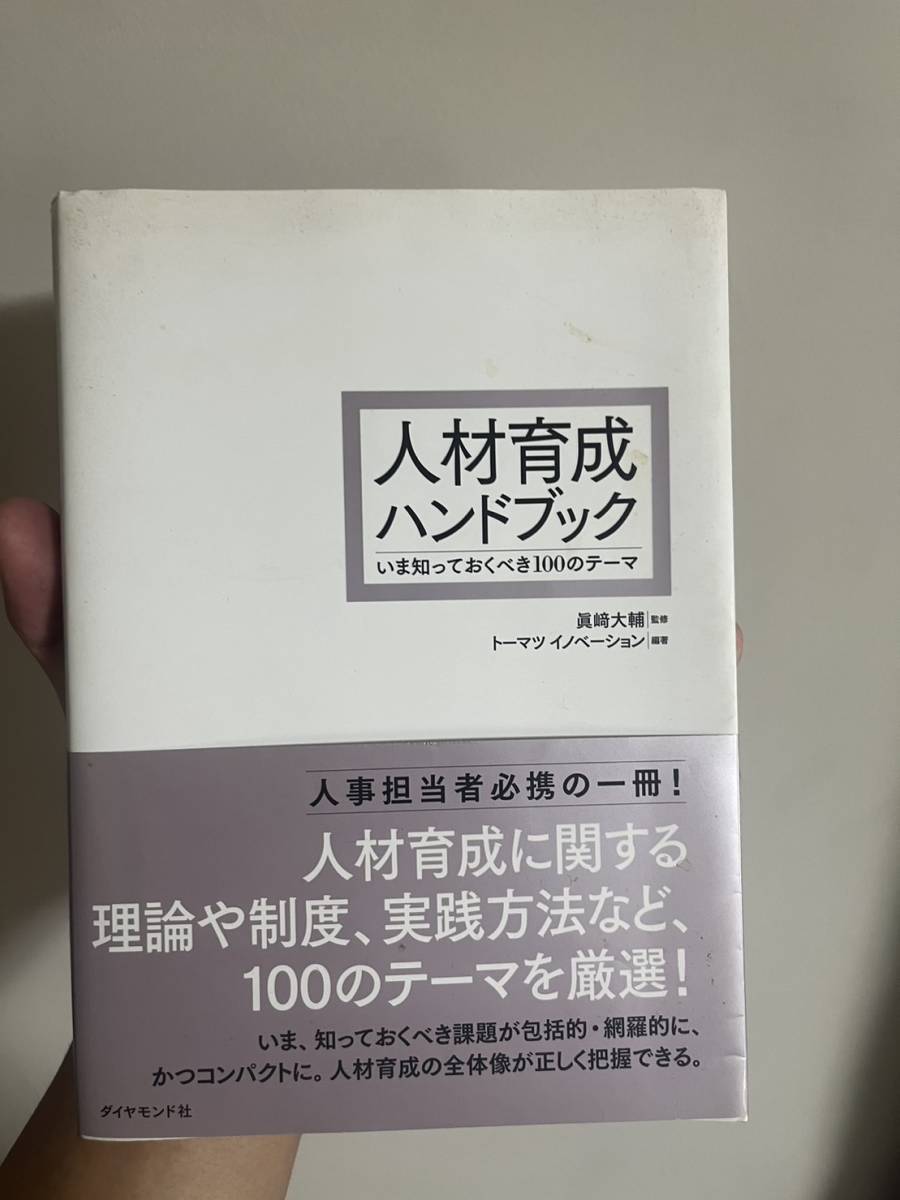 人材育成
ハンドブック
いま知っておくべき100のテーマ
眞﨑大輔 監修
トーマツ イノベーション 編著
人事担当者必携の一冊！
人材育成に関する
理論や制度、実践方法など、
100のテーマを厳選！
いま、知っておくべき課題が包括的・網羅的に、
かつコンパクトに。人材育成の全体像が正しく把握できる。
ダイヤモンド社